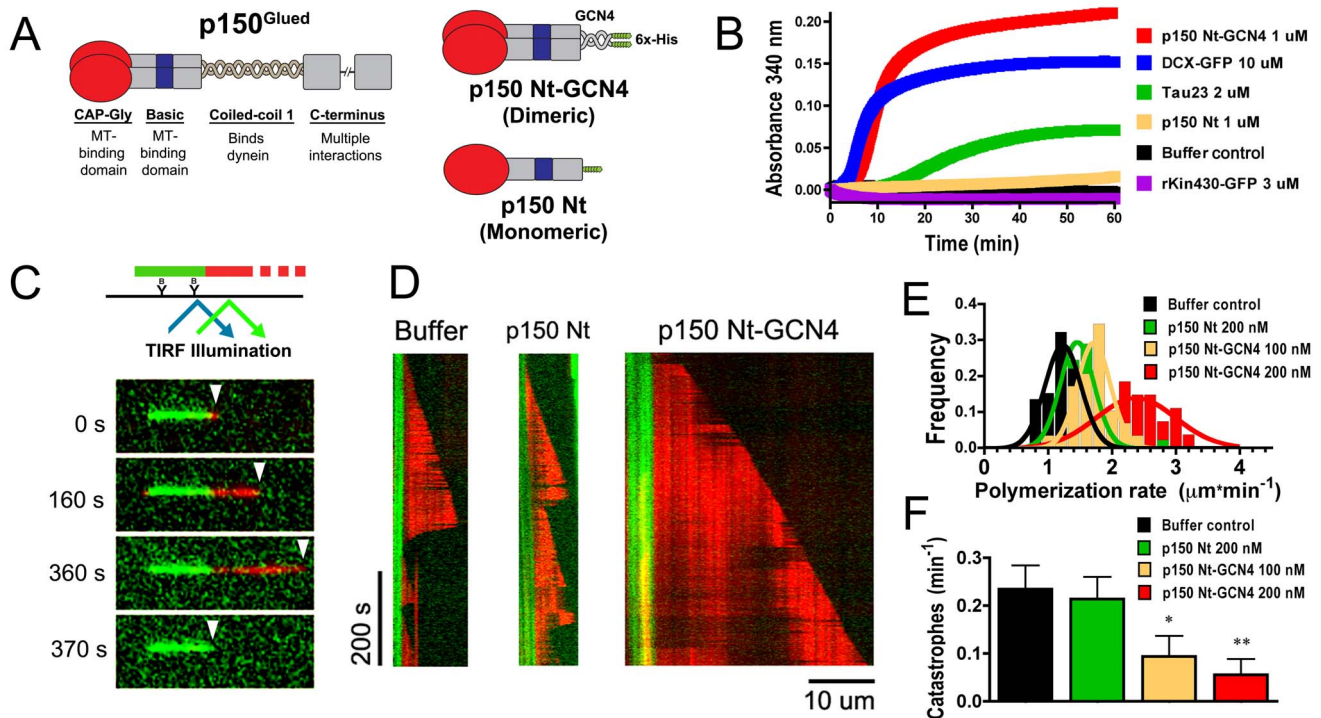 A
p150Glued
CAP-Gly
MT-
binding
domain
Basic
MT-
binding
domain
Coiled-coil 1
Binds
dynein
C-terminus
Multiple
interactions
GCN4
6x-His
p150 Nt-GCN4
(Dimeric)
p150 Nt
(Monomeric)
B
Absorbance 340 nm
0.20
0.15
0.10
0.05
0.00
0
10
20
30
40
50
60
Time (min)
p150 Nt-GCN4 1 uM
DCX-GFP 10 uM
Tau23 2 uM
p150 Nt 1 uM
Buffer control
rKin430-GFP 3 uM
C
B
B
TIRF Illumination
0 s
160 s
360 s
370 s
D
Buffer
p150 Nt
p150 Nt-GCN4
200 s
10 um
E
Frequency
0.4
0.3
0.2
0.1
0.0
0
1
2
3
4
Polymerization rate (μm*min-1)
Buffer control
p150 Nt 200 nM
p150 Nt-GCN4 100 nM
p150 Nt-GCN4 200 nM
F
Catastrophes (min-1)
0.3
0.2
0.1
0.0
*
**
Buffer control
p150 Nt 200 nM
p150 Nt-GCN4 100 nM
p150 Nt-GCN4 200 nM